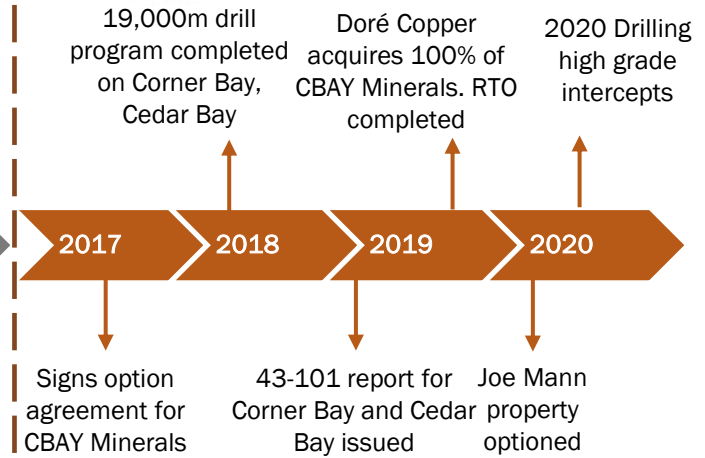 19,000m drill
program completed
on Corner Bay,
Cedar Bay
Doré Copper
acquires 100% of
CBAY Minerals. RTO
completed
2020 Drilling
high grade
intercepts
2017
2018
2019
2020
Signs option
agreement for
CBAY Minerals
43-101 report for
Corner Bay and Cedar
Bay issued
Joe Mann
property
optioned